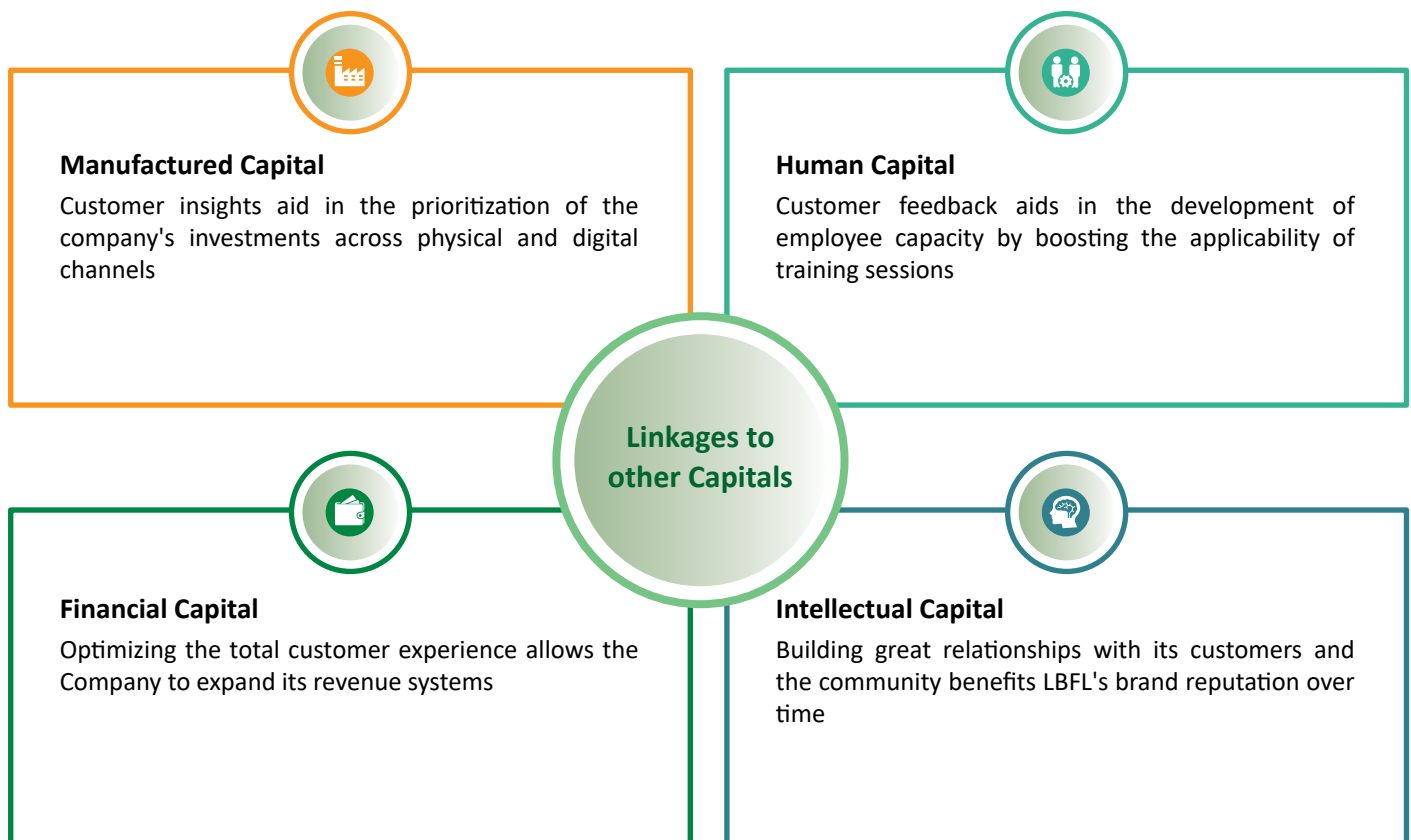 Manufactured Capital
Customer insights aid in the prioritization of the
company's investments across physical and digital
channels
Human Capital
Customer feedback aids in the development of
employee capacity by boosting the applicability of
training sessions
Linkages to
other Capitals
Financial Capital
Optimizing the total customer experience allows the
Company to expand its revenue systems
Intellectual Capital
Building great relationships with its customers and
the community benefits LBFL's brand reputation over
time